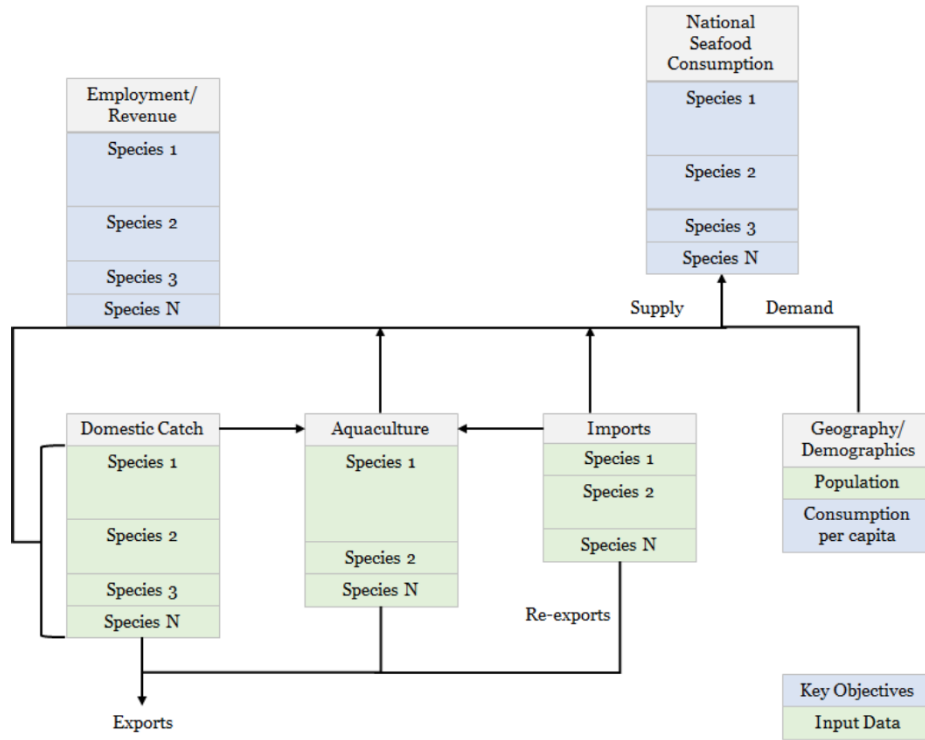 National
Seafood
Consumption
Species 1
Species 2
Species 3
Species N
Employment/
Revenue
Species 1
Species 2
Species 3
Species N
Supply
Demand
Domestic Catch
Species 1
Species 2
Species 3
Species N
Aquaculture
Species 1
Species 2
Species N
Imports
Species 1
Species 2
Species N
Geography/
Demographics
Population
Consumption
per capita
Re-exports
Exports
Key Objectives
Input Data